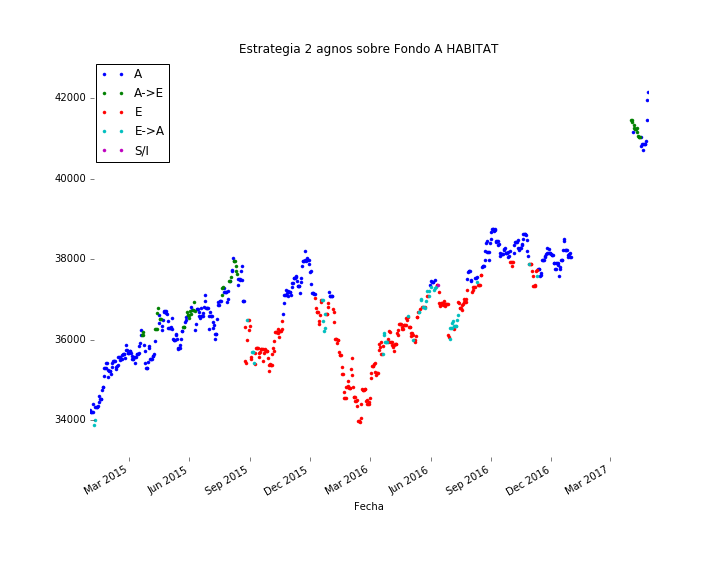 Estrategia 2 agnos sobre Fondo A HABITAT
A
A->E
E
E->A
S/I
42000
40000
38000
36000
34000
Mar 2015
Jun 2015
Sep 2015
Dec 2015
Mar 2016
Jun 2016
Sep 2016
Dec 2016
Mar 2017
Fecha